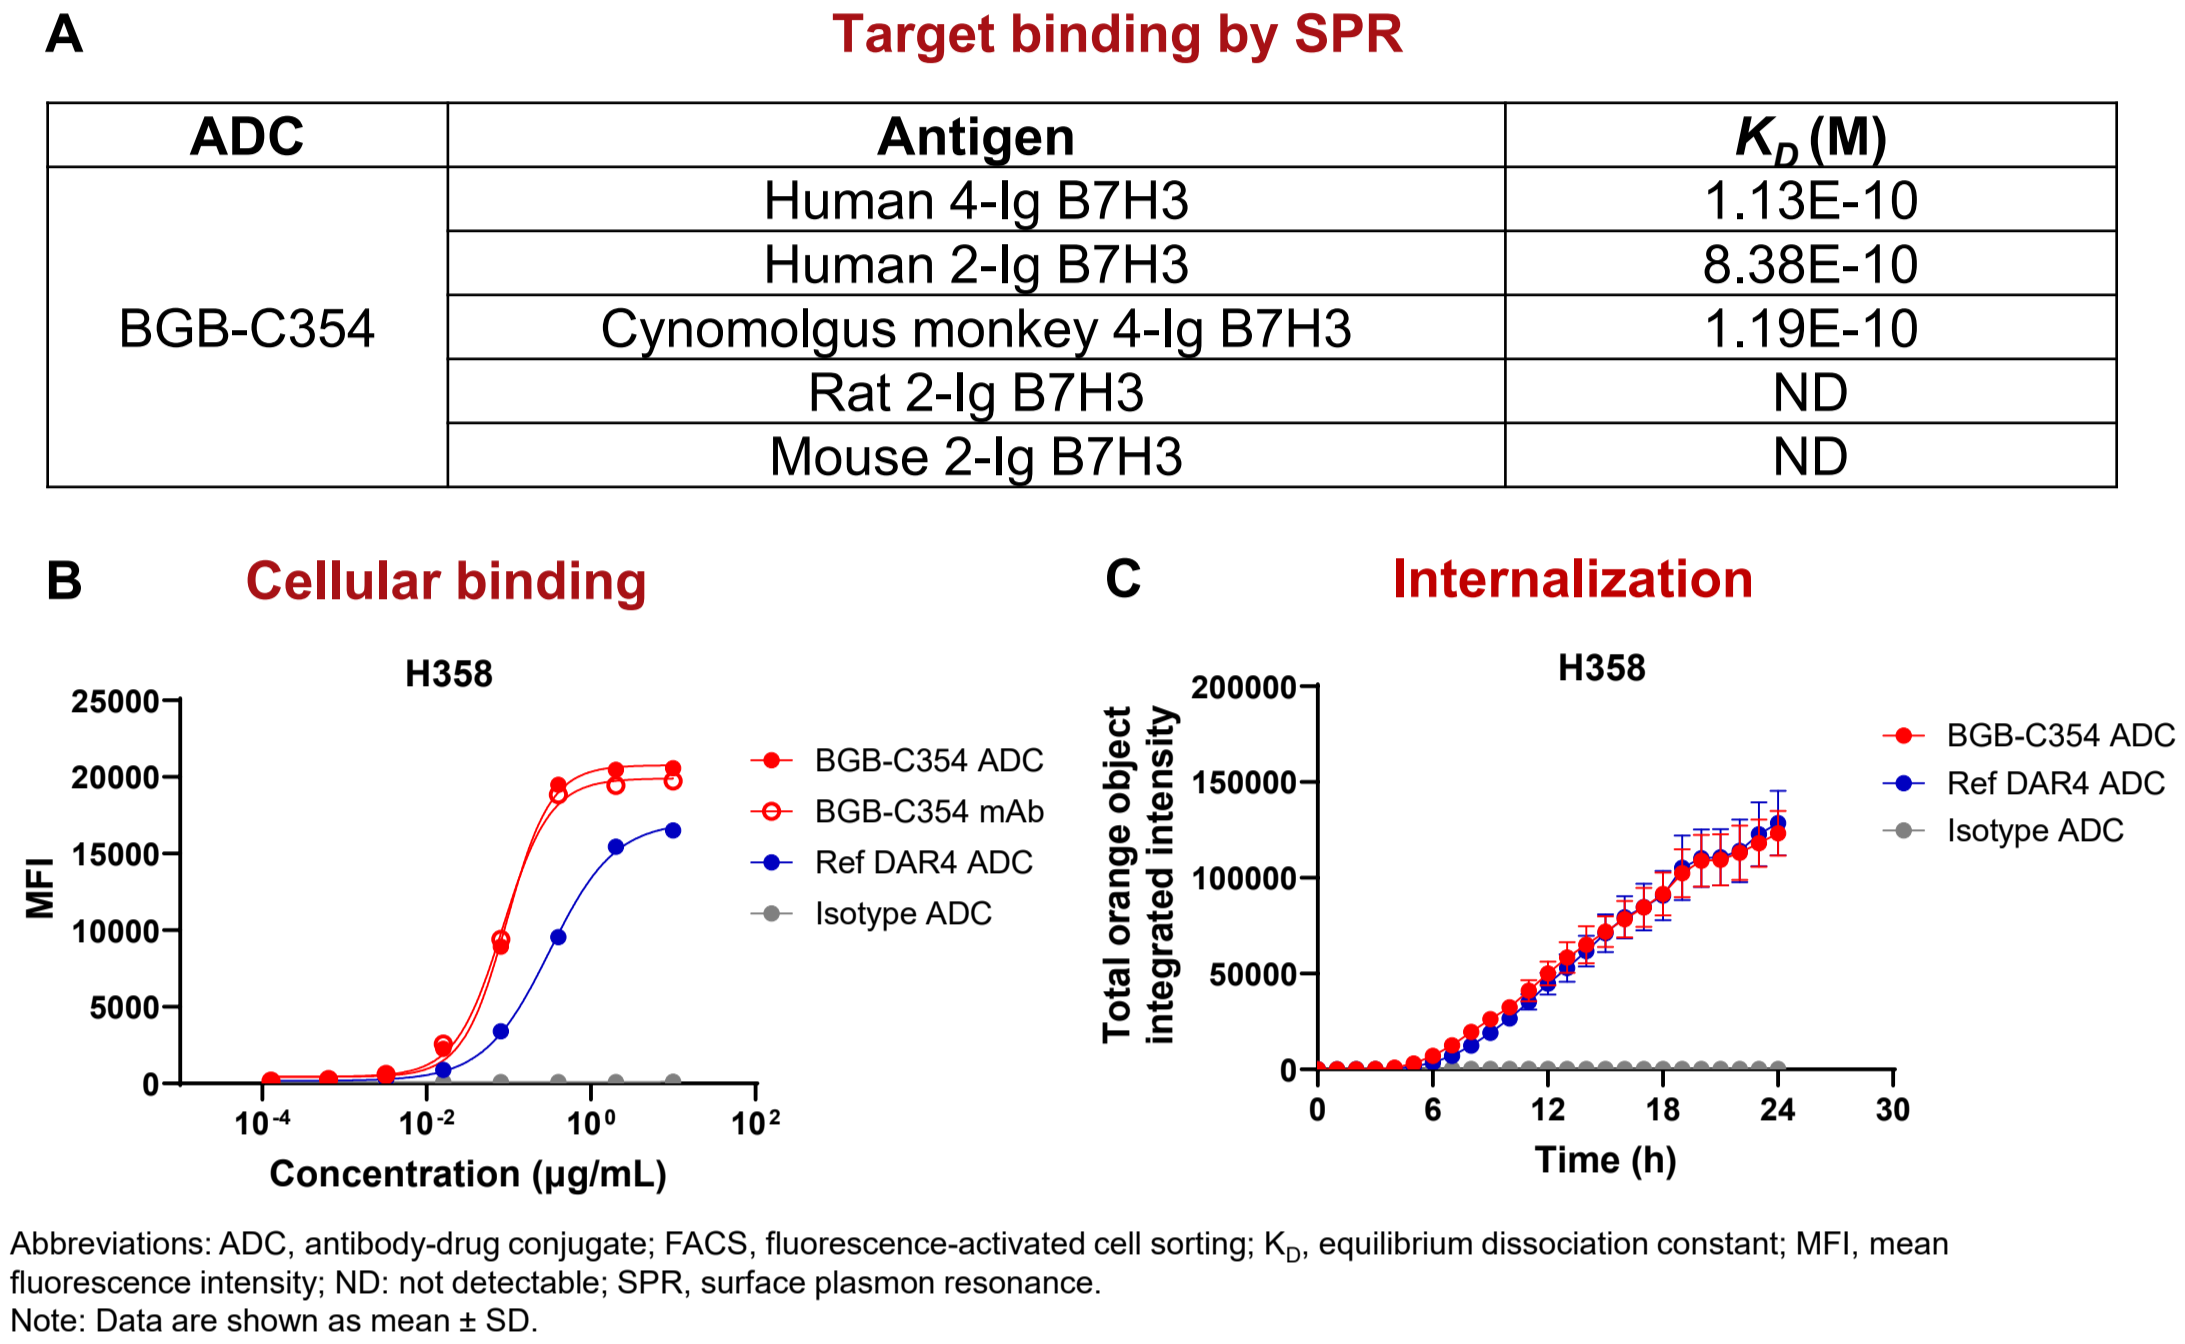 A
Target binding by SPR
ADC Antigen K_D (M)
BGB-C354
Human 4-Ig B7H3 1.13E-10
Human 2-Ig B7H3 8.38E-10
Cynomolgus monkey 4-Ig B7H3 1.19E-10
Rat 2-Ig B7H3 ND
Mouse 2-Ig B7H3 ND
B
Cellular binding
H358
MFI
25000
20000
15000
10000
5000
0
10^-4 10^-2 10^0 10^2
Concentration (μg/mL)
BGB-C354 ADC
BGB-C354 mAb
Ref DAR4 ADC
Isotype ADC
C
Internalization
H358
Total orange object
integrated intensity
200000
150000
100000
50000
0
0 6 12 18 24 30
Time (h)
BGB-C354 ADC
Ref DAR4 ADC
Isotype ADC
Abbreviations: ADC, antibody-drug conjugate; FACS, fluorescence-activated cell sorting; K_D, equilibrium dissociation constant; MFI, mean
fluorescence intensity; ND: not detectable; SPR, surface plasmon resonance.
Note: Data are shown as mean ± SD.